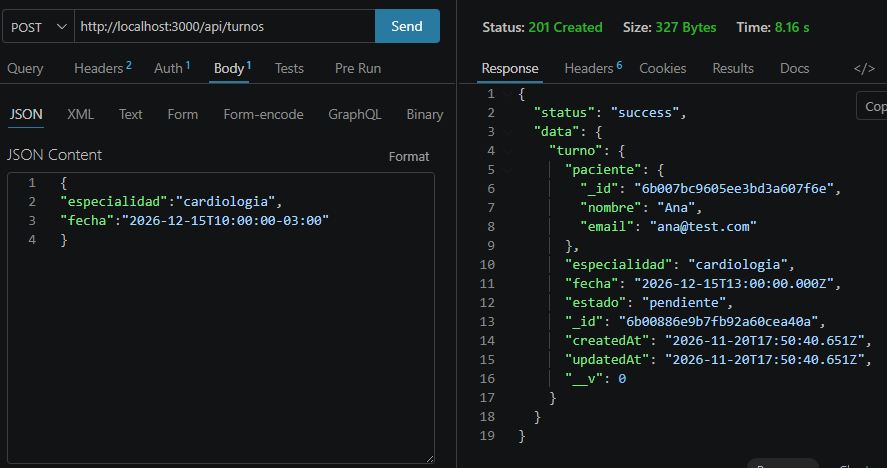 POST http://localhost:3000/api/turnos Send
Query Headers 2 Auth 1 Body 1 Tests Pre Run
JSON XML Text Form Form-encode GraphQL Binary
JSON Content Format
1 {
2 "especialidad":"cardiologia",
3 "fecha":"2026-12-15T10:00:00-03:00"
4 }
Status: 201 Created Size: 327 Bytes Time: 8.16 s
Response Headers 6 Cookies Results Docs </>
1 {
2 "status": "success",
3 "data": {
4 "turno": {
5 "paciente": {
6 "_id": "6b007bc9605ee3bd3a607f6e",
7 "nombre": "Ana",
8 "email": "ana@test.com"
9 },
10 "especialidad": "cardiologia",
11 "fecha": "2026-12-15T13:00:00.000Z",
12 "estado": "pendiente",
13 "_id": "6b00886e9b7fb92a60cea40a",
14 "createdAt": "2026-11-20T17:50:40.651Z",
15 "updatedAt": "2026-11-20T17:50:40.651Z",
16 "__v": 0
17 }
18 }
19 }
Cop